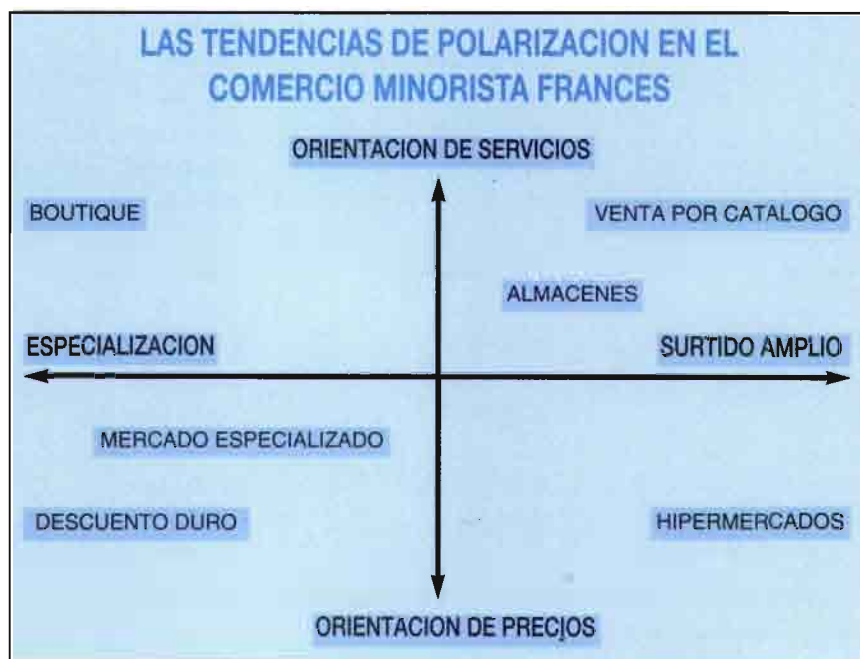 LAS TENDENCIAS DE POLARIZACION EN EL
COMERCIO MINORISTA FRANCES
ORIENTACION DE SERVICIOS
BOUTIQUE
VENTA POR CATALOGO
ALMACENES
ESPECIALIZACION
SURTIDO AMPLIO
MERCADO ESPECIALIZADO
DESCUENTO DURO
HIPERMERCADOS
ORIENTACION DE PRECIOS